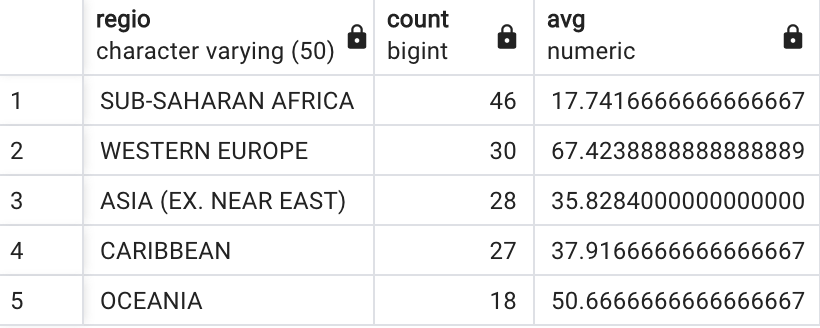 regio count avg
character varying (50) bigint numeric
1 SUB-SAHARAN AFRICA 46 17.7416666666666667
2 WESTERN EUROPE 30 67.4238888888888889
3 ASIA (EX. NEAR EAST) 28 35.8284000000000000
4 CARIBBEAN 27 37.9166666666666667
5 OCEANIA 18 50.6666666666666667